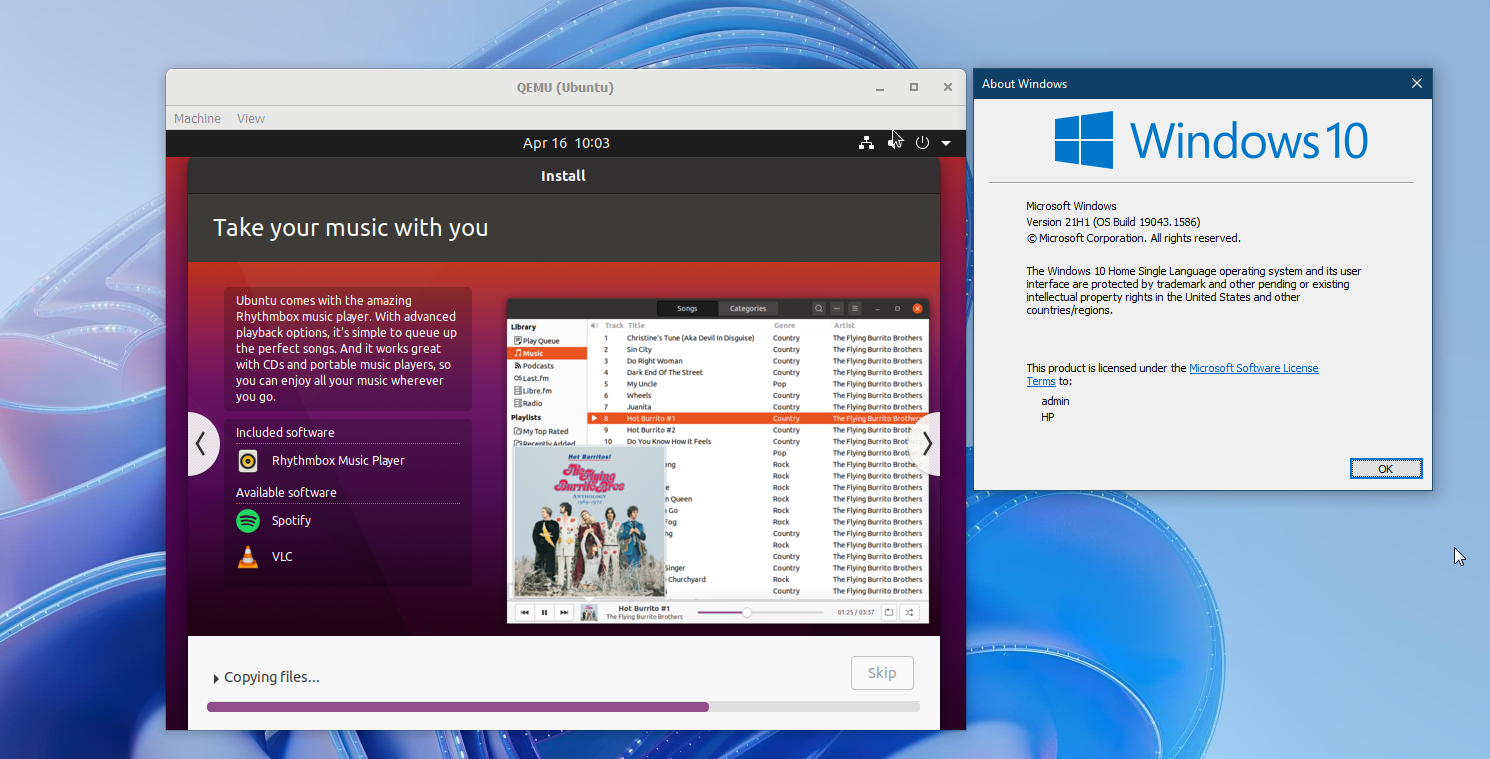 QEMU (Ubuntu)
Machine View
Apr 16 10:03
Install
Take your music with you
Ubuntu comes with the amazing
Rhythmbox music player. With advanced
playback options, it's simple to queue up
the perfect songs. And it works great
with CDs and portable music players, so
you can enjoy all your music wherever
you go.
Included software
Rhythmbox Music Player
Available software
Spotify
VLC
Songs Categories
Library
Play Queue
Music
Podcasts
Last.fm
Libre.fm
Radio
Playlists
My Top Rated
Recently Added
Track Title Genre Artist
1 Christine's Tune (Aka Devil In Disguise) Country The Flying Burrito Brothers
2 Sin City Country The Flying Burrito Brothers
3 Do Right Woman Country The Flying Burrito Brothers
4 Dark End Of The Street Country The Flying Burrito Brothers
5 My Uncle Pop The Flying Burrito Brothers
6 Wheels Country The Flying Burrito Brothers
7 Juanita Country The Flying Burrito Brothers
8 Hot Burrito #1 Country The Flying Burrito Brothers
9 Hot Burrito #2 Country The Flying Burrito
10 Do You Know How It Feels Country The Flying Burrito
Pop The Flying Burrito
ong Rock The Flying Burrito
Rock The Flying Burrito Brothers
e Rock The Flying Burrito Brothers
n Queen Rock The Flying Burrito Brothers
n Go Rock The Flying Burrito Brothers
Fog Rock The Flying Burrito Brothers
ng Country The Flying Burrito Brothers
Rock The Flying Burrito Brothers
Country The Flying Burrito Brothers
Singer Country The Flying Burrito Brothers
e Churchyard Rock The Flying Burrito Brothers
s Country The Flying Burrito Brothers
Hot Burritos!
The Flying
Burrito Bros
ANTHOLOGY
1969-1972
Hot Burrito #1
The Flying Burrito Brothers
01:25 / 03:37
Copying files...
Skip
About Windows
Windows 10
Microsoft Windows
Version 21H1 (OS Build 19043.1586)
© Microsoft Corporation. All rights reserved.
The Windows 10 Home Single Language operating system and its user
interface are protected by trademark and other pending or existing
intellectual property rights in the United States and other
countries/regions.
This product is licensed under the Microsoft Software License
Terms to:
admin
HP
OK